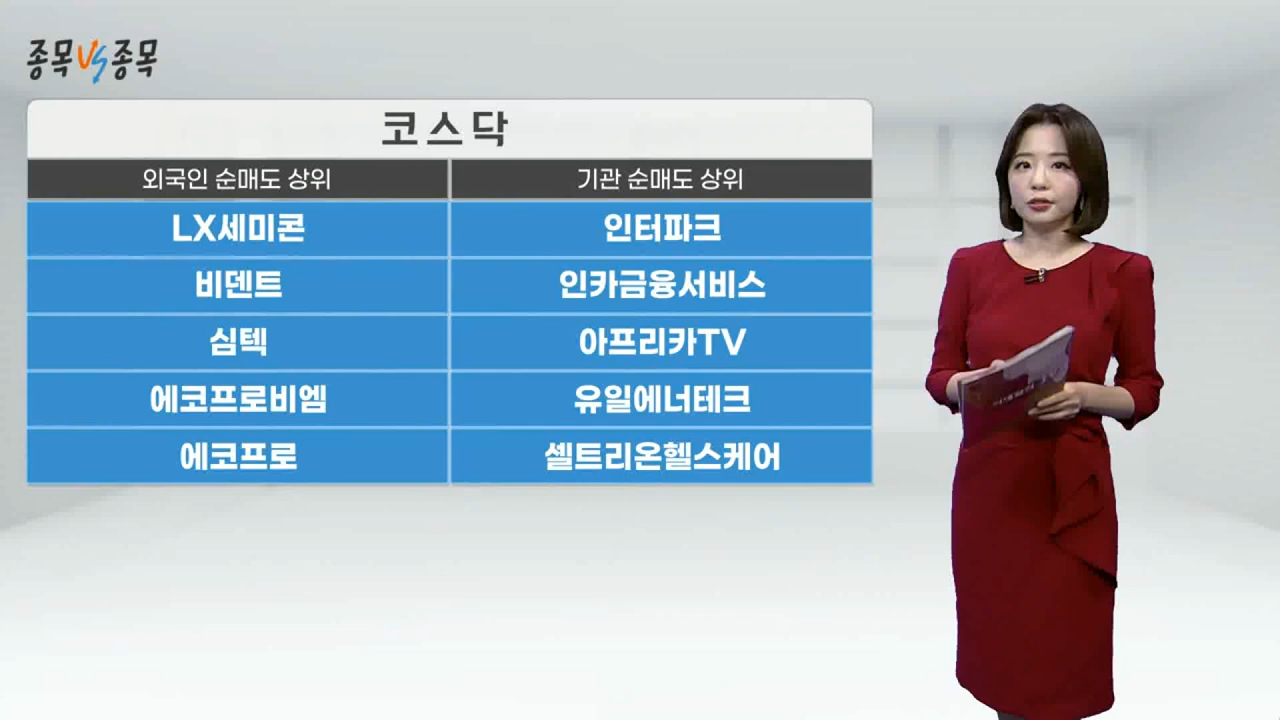 종목VS종목
코스닥
외국인 순매도 상위 기관 순매도 상위
LX세미콘 인터파크
비덴트 인카금융서비스
심텍 아프리카TV
에코프로비엠 유일에너테크
에코프로 셀트리온헬스케어